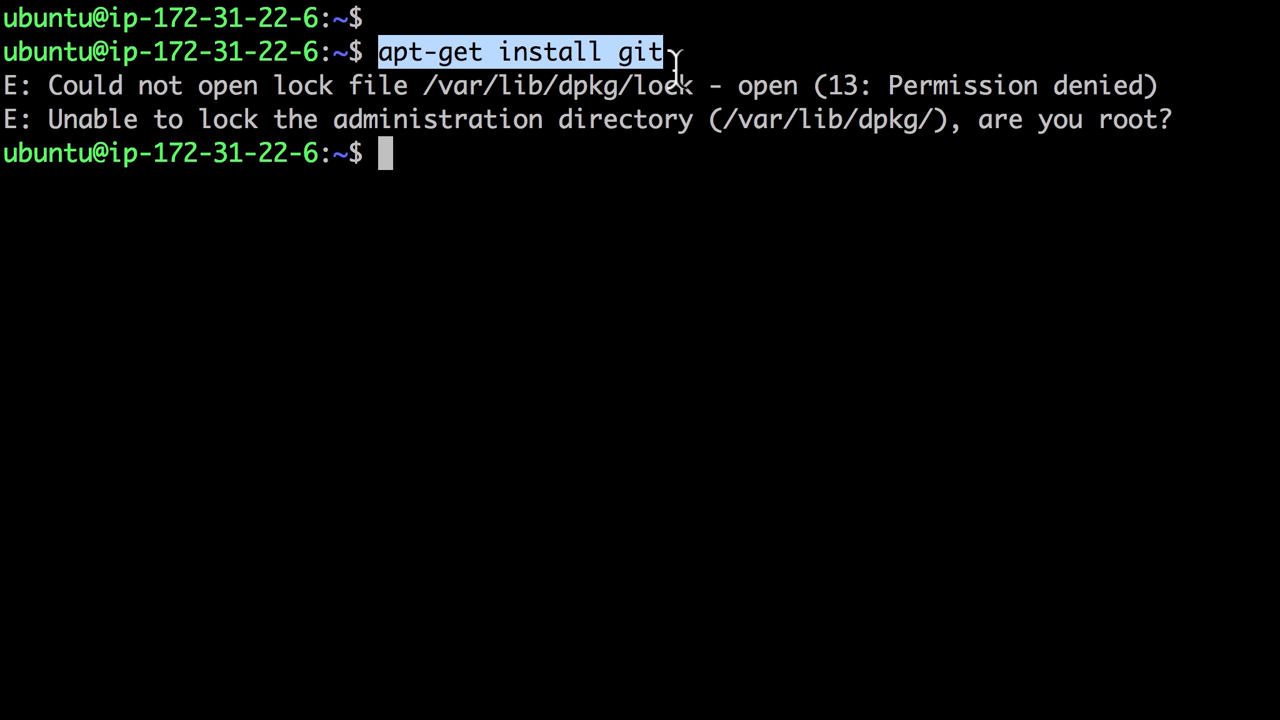 ubuntu@ip-172-31-22-6:~$
ubuntu@ip-172-31-22-6:~$ apt-get install git
E: Could not open lock file /var/lib/dpkg/lock - open (13: Permission denied)
E: Unable to lock the administration directory (/var/lib/dpkg/), are you root?
ubuntu@ip-172-31-22-6:~$